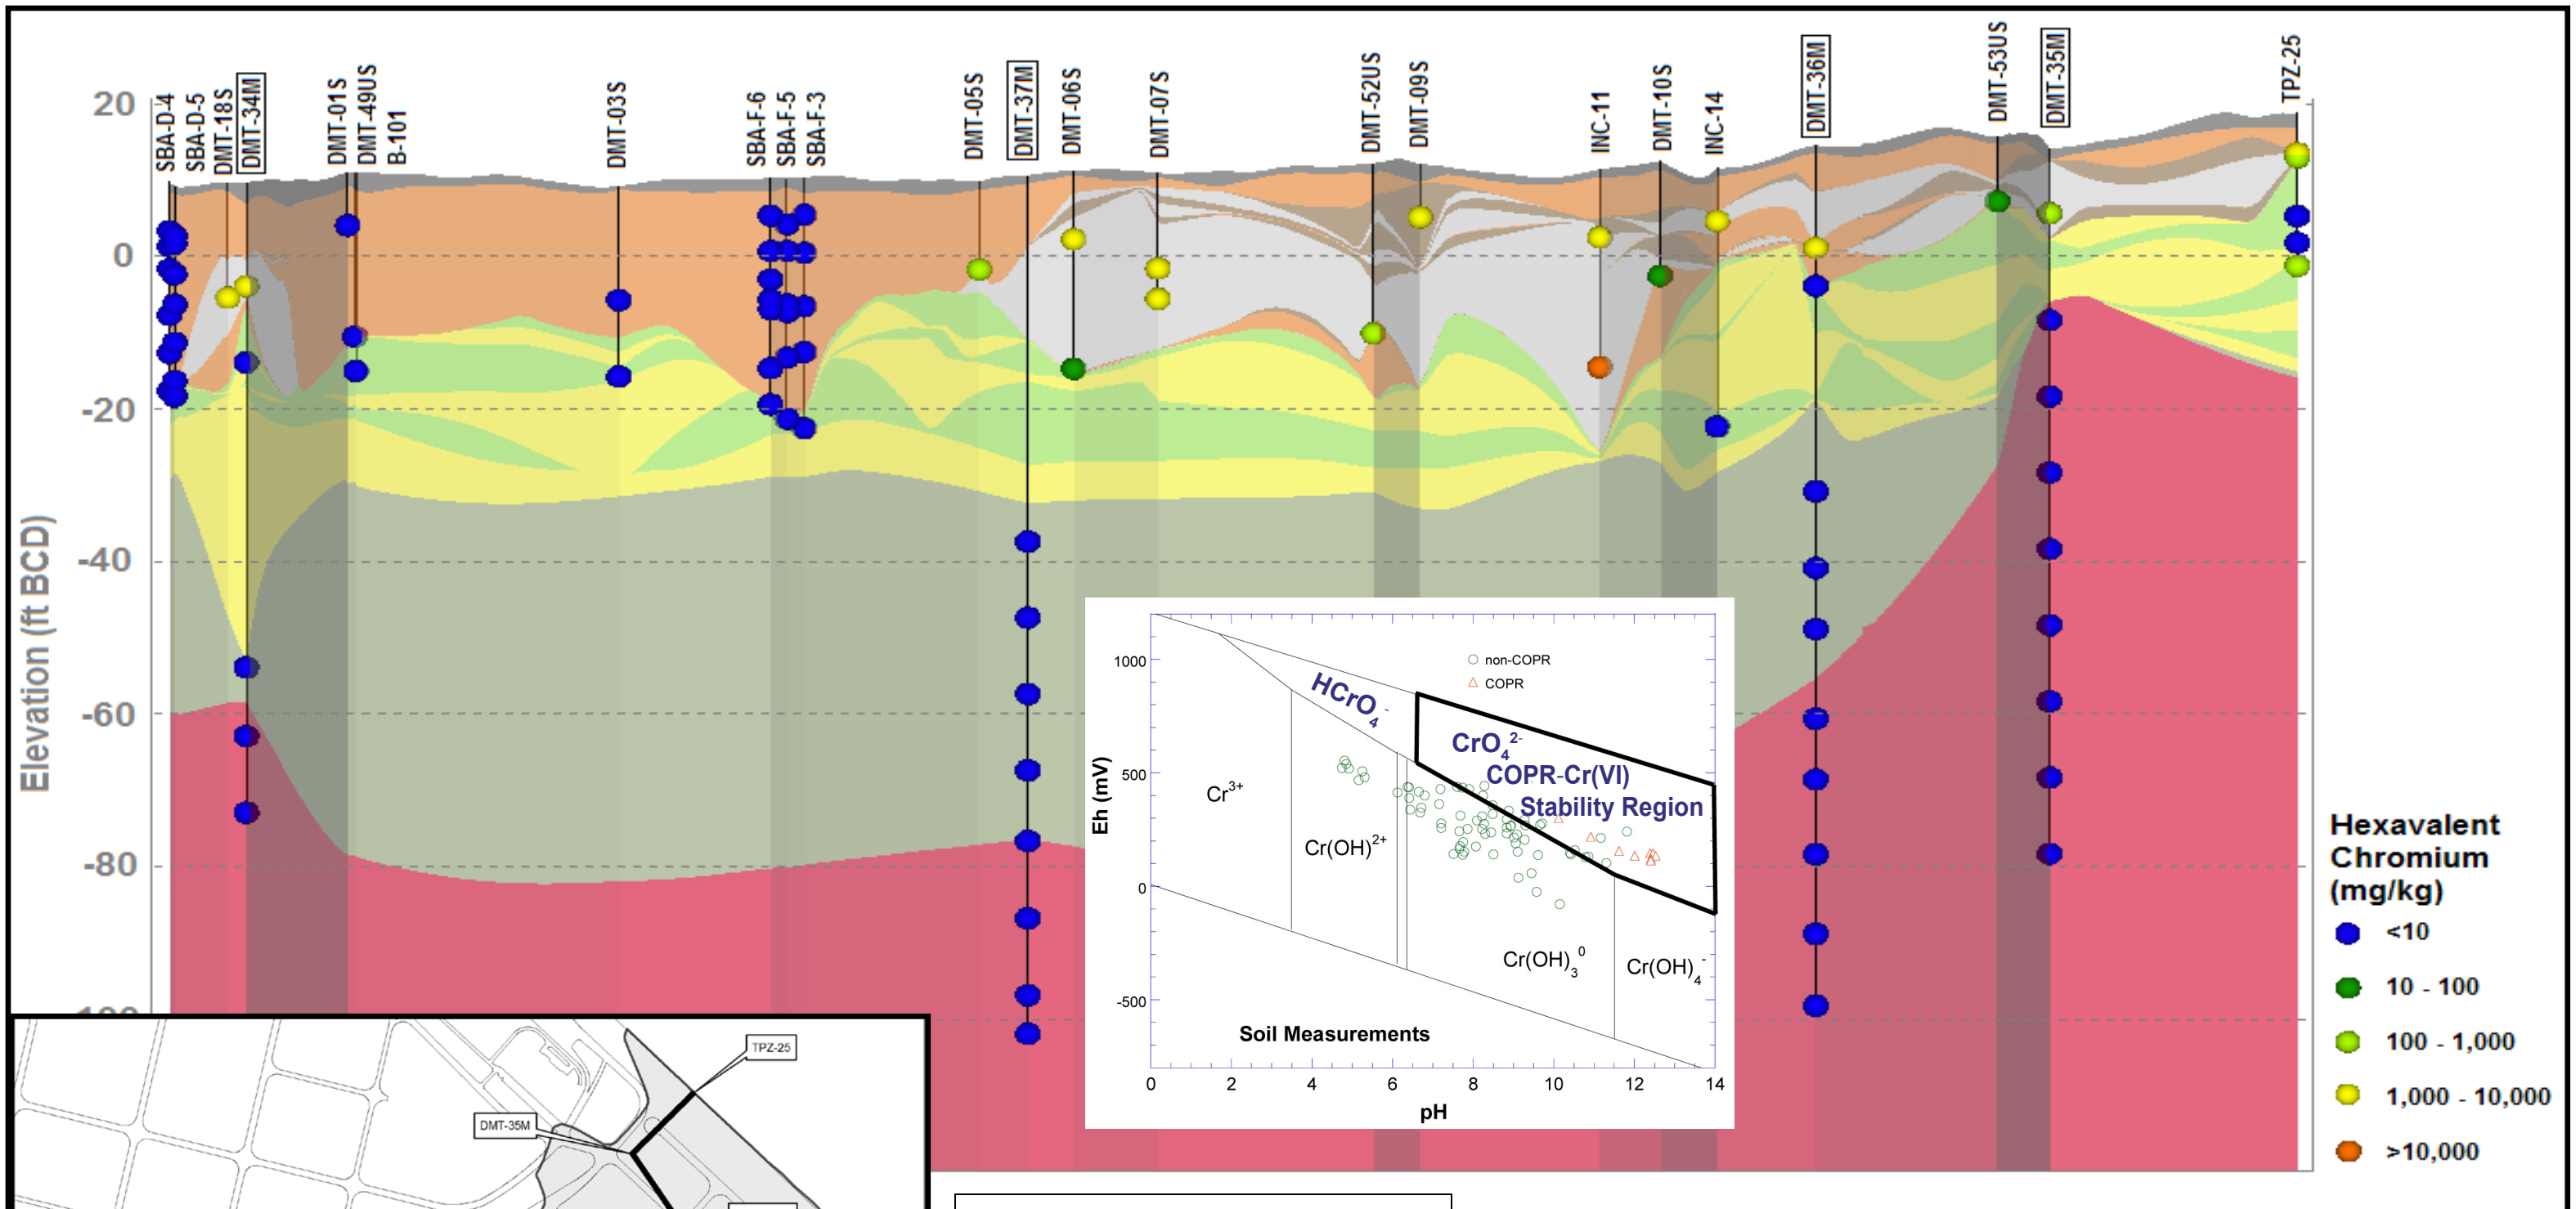 SBA-D-4
SBA-D-5
DMT-18S
DMT-34M
DMT-01S
DMT-49US
B-101
DMT-03S
SBA-F-6
SBA-F-5
SBA-F-3
DMT-05S
DMT-37M
DMT-06S
DMT-07S
DMT-52US
DMT-09S
INC-11
DMT-10S
INC-14
DMT-36M
DMT-53US
DMT-35M
TPZ-25
Elevation (ft BCD)
20
0
-20
-40
-60
-80
Eh (mV)
1000
500
0
-500
non-COPR
COPR
HCrO₄⁻
CrO₄²⁻
COPR-Cr(VI)
Stability Region
Cr³⁺
Cr(OH)²⁺
Cr(OH)₃⁰
Cr(OH)₄⁻
Soil Measurements
0 2 4 6 8 10 12 14
pH
Hexavalent
Chromium
(mg/kg)
<10
10 - 100
100 - 1,000
1,000 - 10,000
>10,000
TPZ-25
DMT-35M